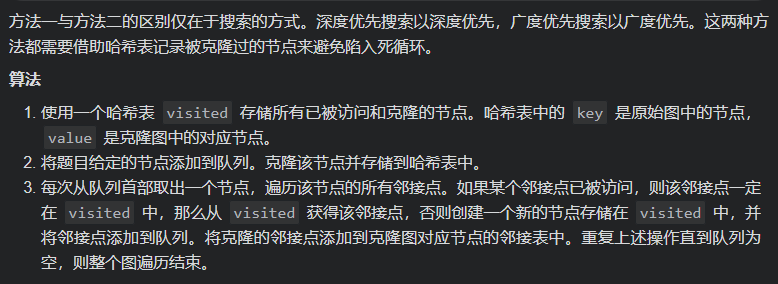 方法一与方法二的区别仅在于搜索的方式。深度优先搜索以深度优先，广度优先搜索以广度优先。这两种方
法都需要借助哈希表记录被克隆过的节点来避免陷入死循环。
算法
1. 使用一个哈希表 visited 存储所有已被访问和克隆的节点。哈希表中的 key 是原始图中的节点，
value 是克隆图中的对应节点。
2. 将题目给定的节点添加到队列。克隆该节点并存储到哈希表中。
3. 每次从队列首部取出一个节点，遍历该节点的所有邻接点。如果某个邻接点已被访问，则该邻接点一定
在 visited 中，那么从 visited 获得该邻接点，否则创建一个新的节点存储在 visited 中，并
将邻接点添加到队列。将克隆的邻接点添加到克隆图对应节点的邻接表中。重复上述操作直到队列为
空，则整个图遍历结束。